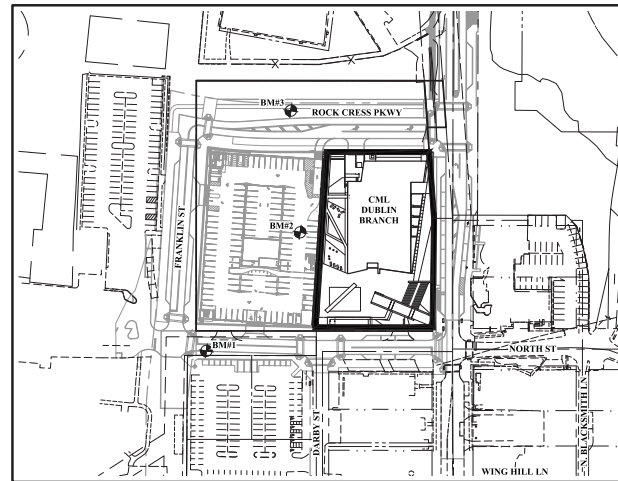 BM#3
ROCK CRESS PKWY
FRANKLIN ST
CML
DUBLIN
BRANCH
BM#2
BM#1
NORTH ST
DARBY ST
N. BLACKSMITH LN
WING HILL LN